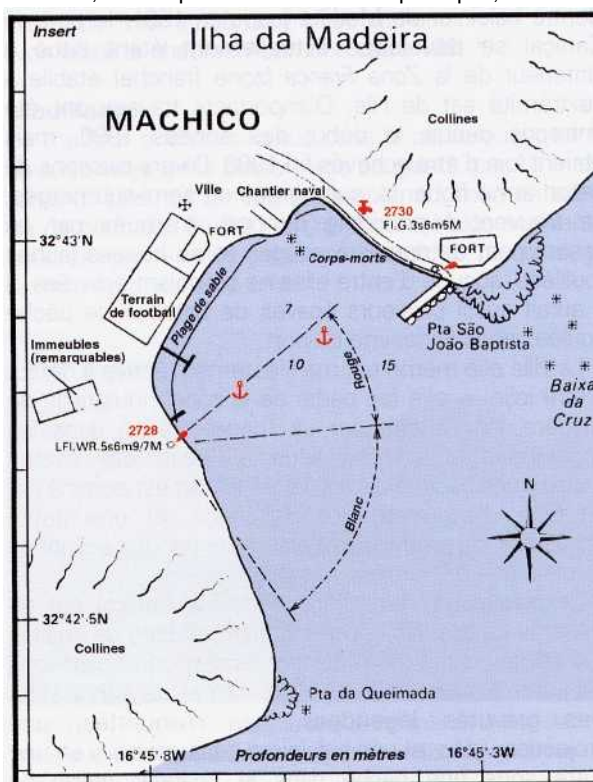 Insert
Ilha da Madeira
MACHICO
Collines
Ville
Chantier naval
2730
Fl.G.3s6m5M
FORT
32°43'N
FORT
Corps-morts
Plage de sable
Terrain
de football
Pta São
João Baptista
Immeubles
(remarquables)
10
Rouge
15
Baixa
da
Cruz
2728
LFl.WR.5s6m9/7M
N
Blanc
32°42'·5N
Collines
Pta da Queimada
16°45'·8W
Profondeurs en mètres
16°45'·3W